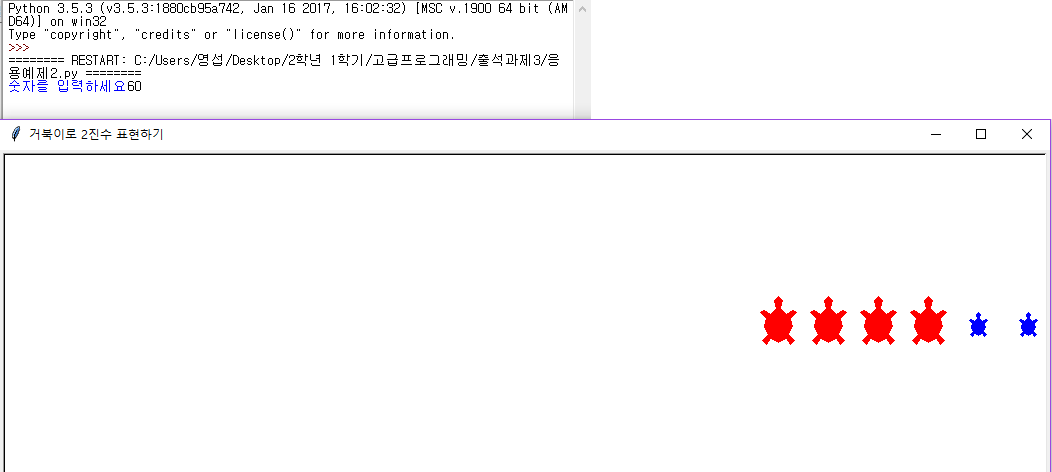 Python 3.5.3 (v3.5.3:1880cb95a742, Jan 16 2017, 16:02:32) [MSC v.1900 64 bit (AM
D64)] on win32
Type "copyright", "credits" or "license()" for more information.
>>>
======== RESTART: C:/Users/영섭/Desktop/2학년 1학기/고급프로그래밍/출석과제3/응
용예제2.py ========
숫자를 입력하세요60
거북이로 2진수 표현하기